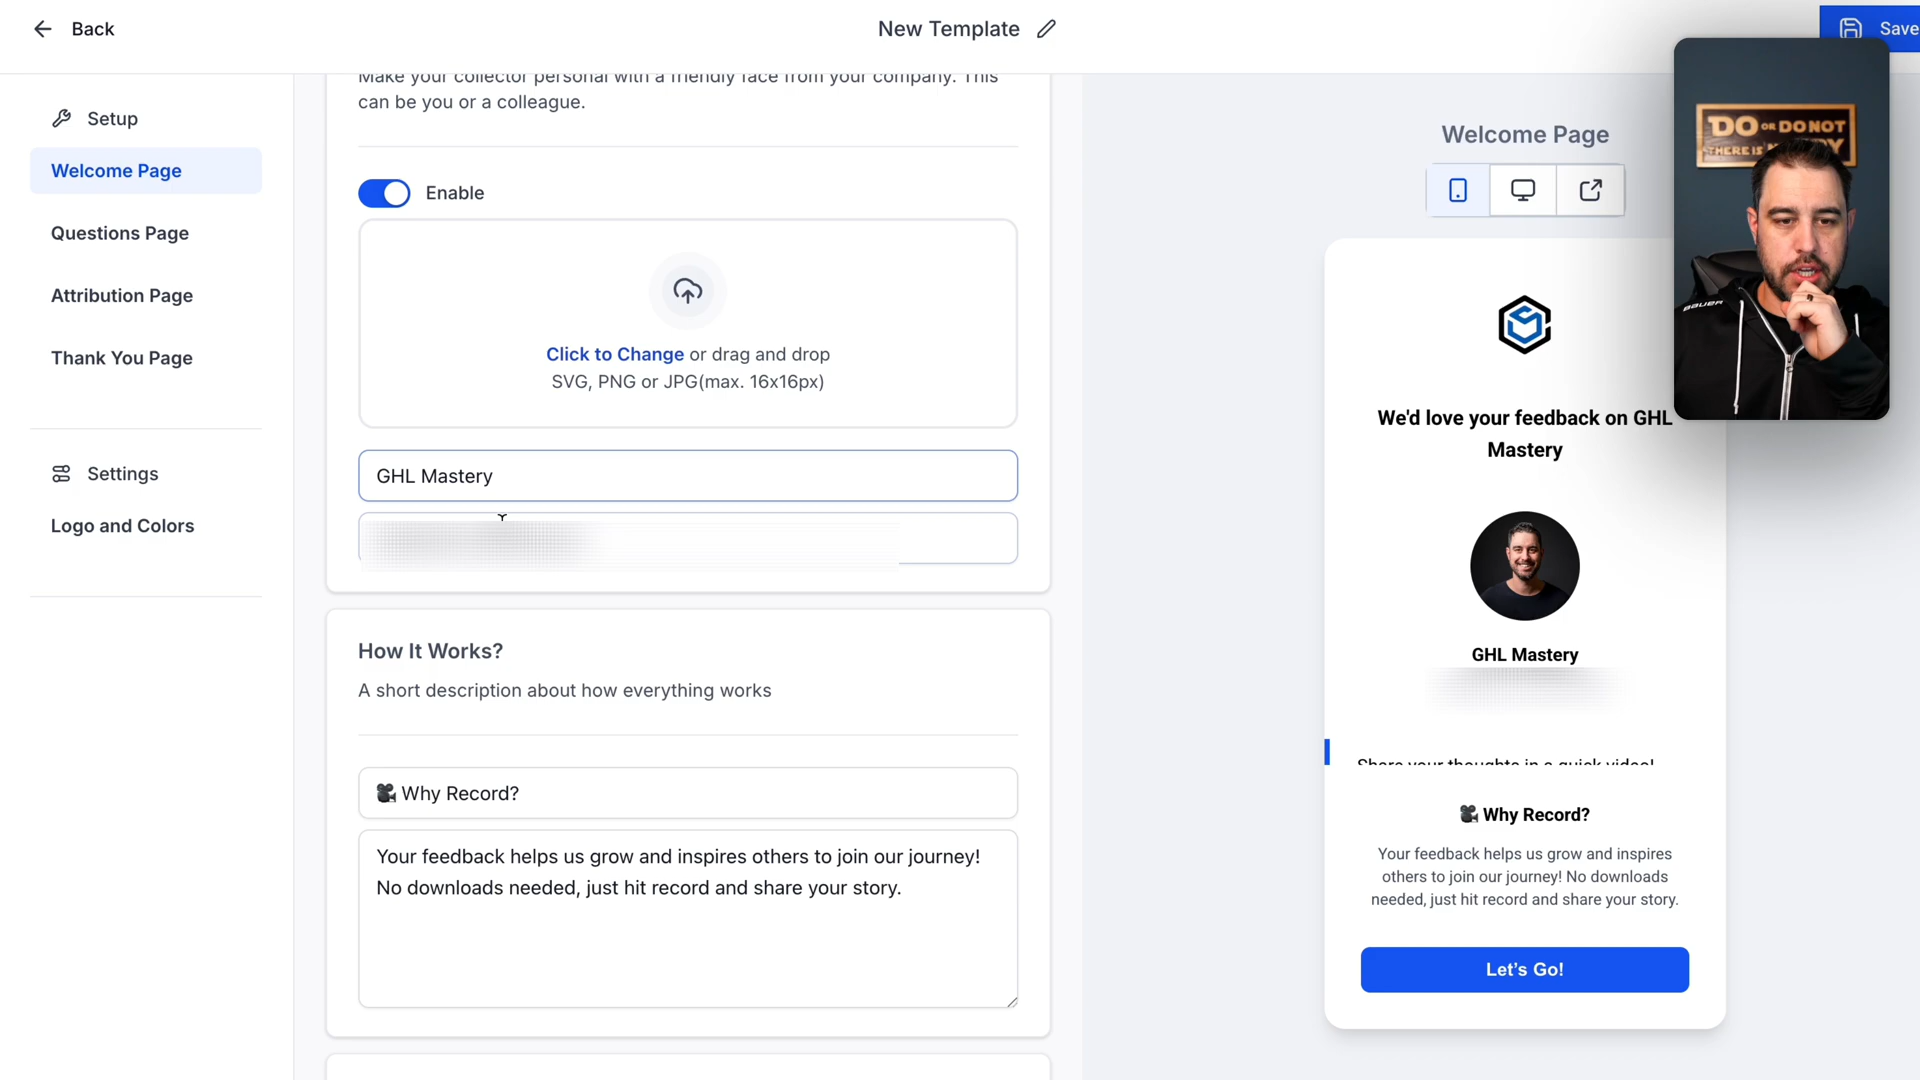 Back
New Template
Save
Make your collector personal with a friendly face from your company. This
can be you or a colleague.
Setup
Welcome Page
Questions Page
Attribution Page
Thank You Page
Settings
Logo and Colors
Enable
Click to Change or drag and drop
SVG, PNG or JPG(max. 16x16px)
GHL Mastery
How It Works?
A short description about how everything works
Why Record?
Your feedback helps us grow and inspires others to join our journey!
No downloads needed, just hit record and share your story.
Welcome Page
We'd love your feedback on GHL
Mastery
GHL Mastery
Share your thoughts in a quick video!
Why Record?
Your feedback helps us grow and inspires
others to join our journey! No downloads
needed, just hit record and share your story.
Let's Go!
DO OR DO NOT
THERE IS
BAUER